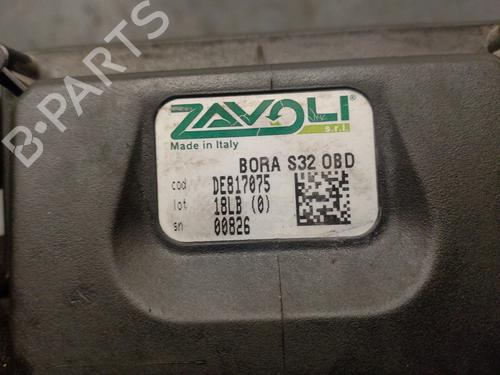 ZAVOLI®
s.r.l.
Made in Italy
BORA S32 OBD
cod DE817075
lot 18LB (0)
sn 00826
B-PARTS